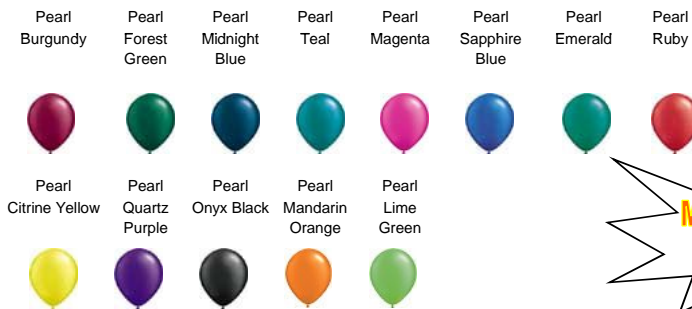 Pearl
Burgundy
Pearl
Forest
Green
Pearl
Midnight
Blue
Pearl
Teal
Pearl
Magenta
Pearl
Sapphire
Blue
Pearl
Emerald
Pearl
Ruby
Pearl
Citrine Yellow
Pearl
Quartz
Purple
Pearl
Onyx Black
Pearl
Mandarin
Orange
Pearl
Lime
Green